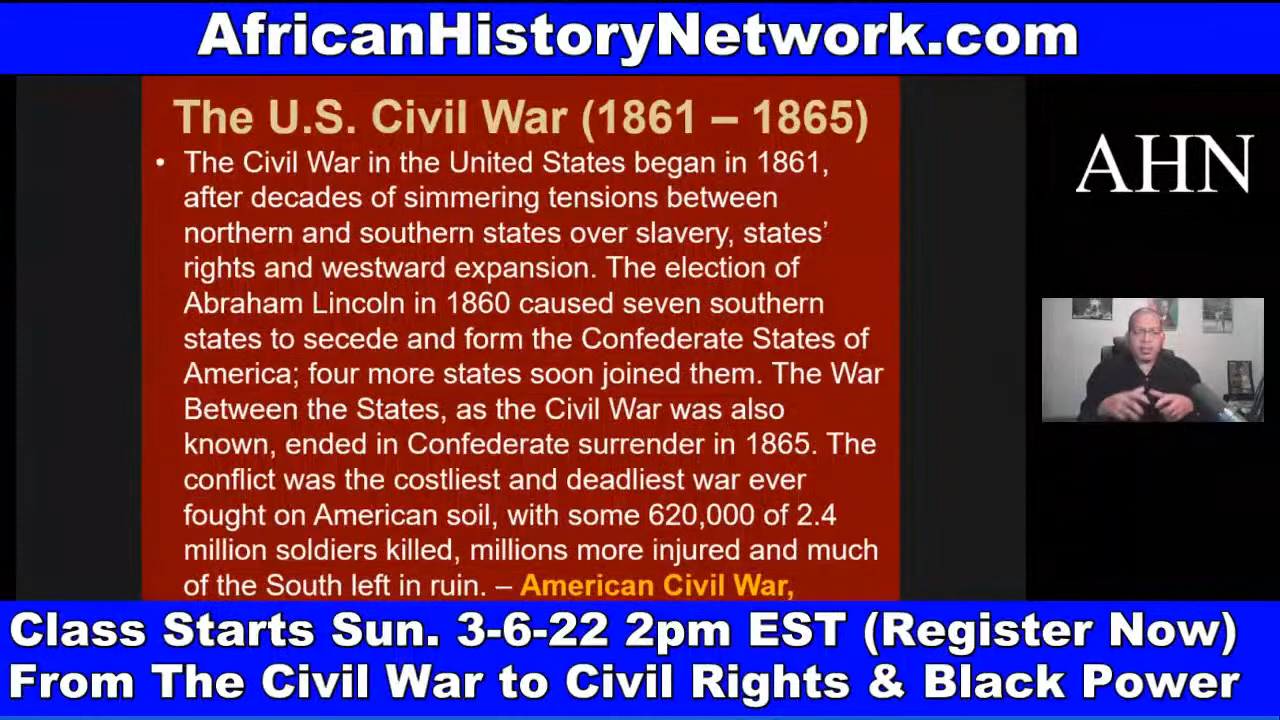 AfricanHistoryNetwork.com
The U.S. Civil War (1861 – 1865)
• The Civil War in the United States began in 1861,
after decades of simmering tensions between
northern and southern states over slavery, states’
rights and westward expansion. The election of
Abraham Lincoln in 1860 caused seven southern
states to secede and form the Confederate States of
America; four more states soon joined them. The War
Between the States, as the Civil War was also
known, ended in Confederate surrender in 1865. The
conflict was the costliest and deadliest war ever
fought on American soil, with some 620,000 of 2.4
million soldiers killed, millions more injured and much
of the South left in ruin. – American Civil War,
AHN
Class Starts Sun. 3-6-22 2pm EST (Register Now)
From The Civil War to Civil Rights & Black Power